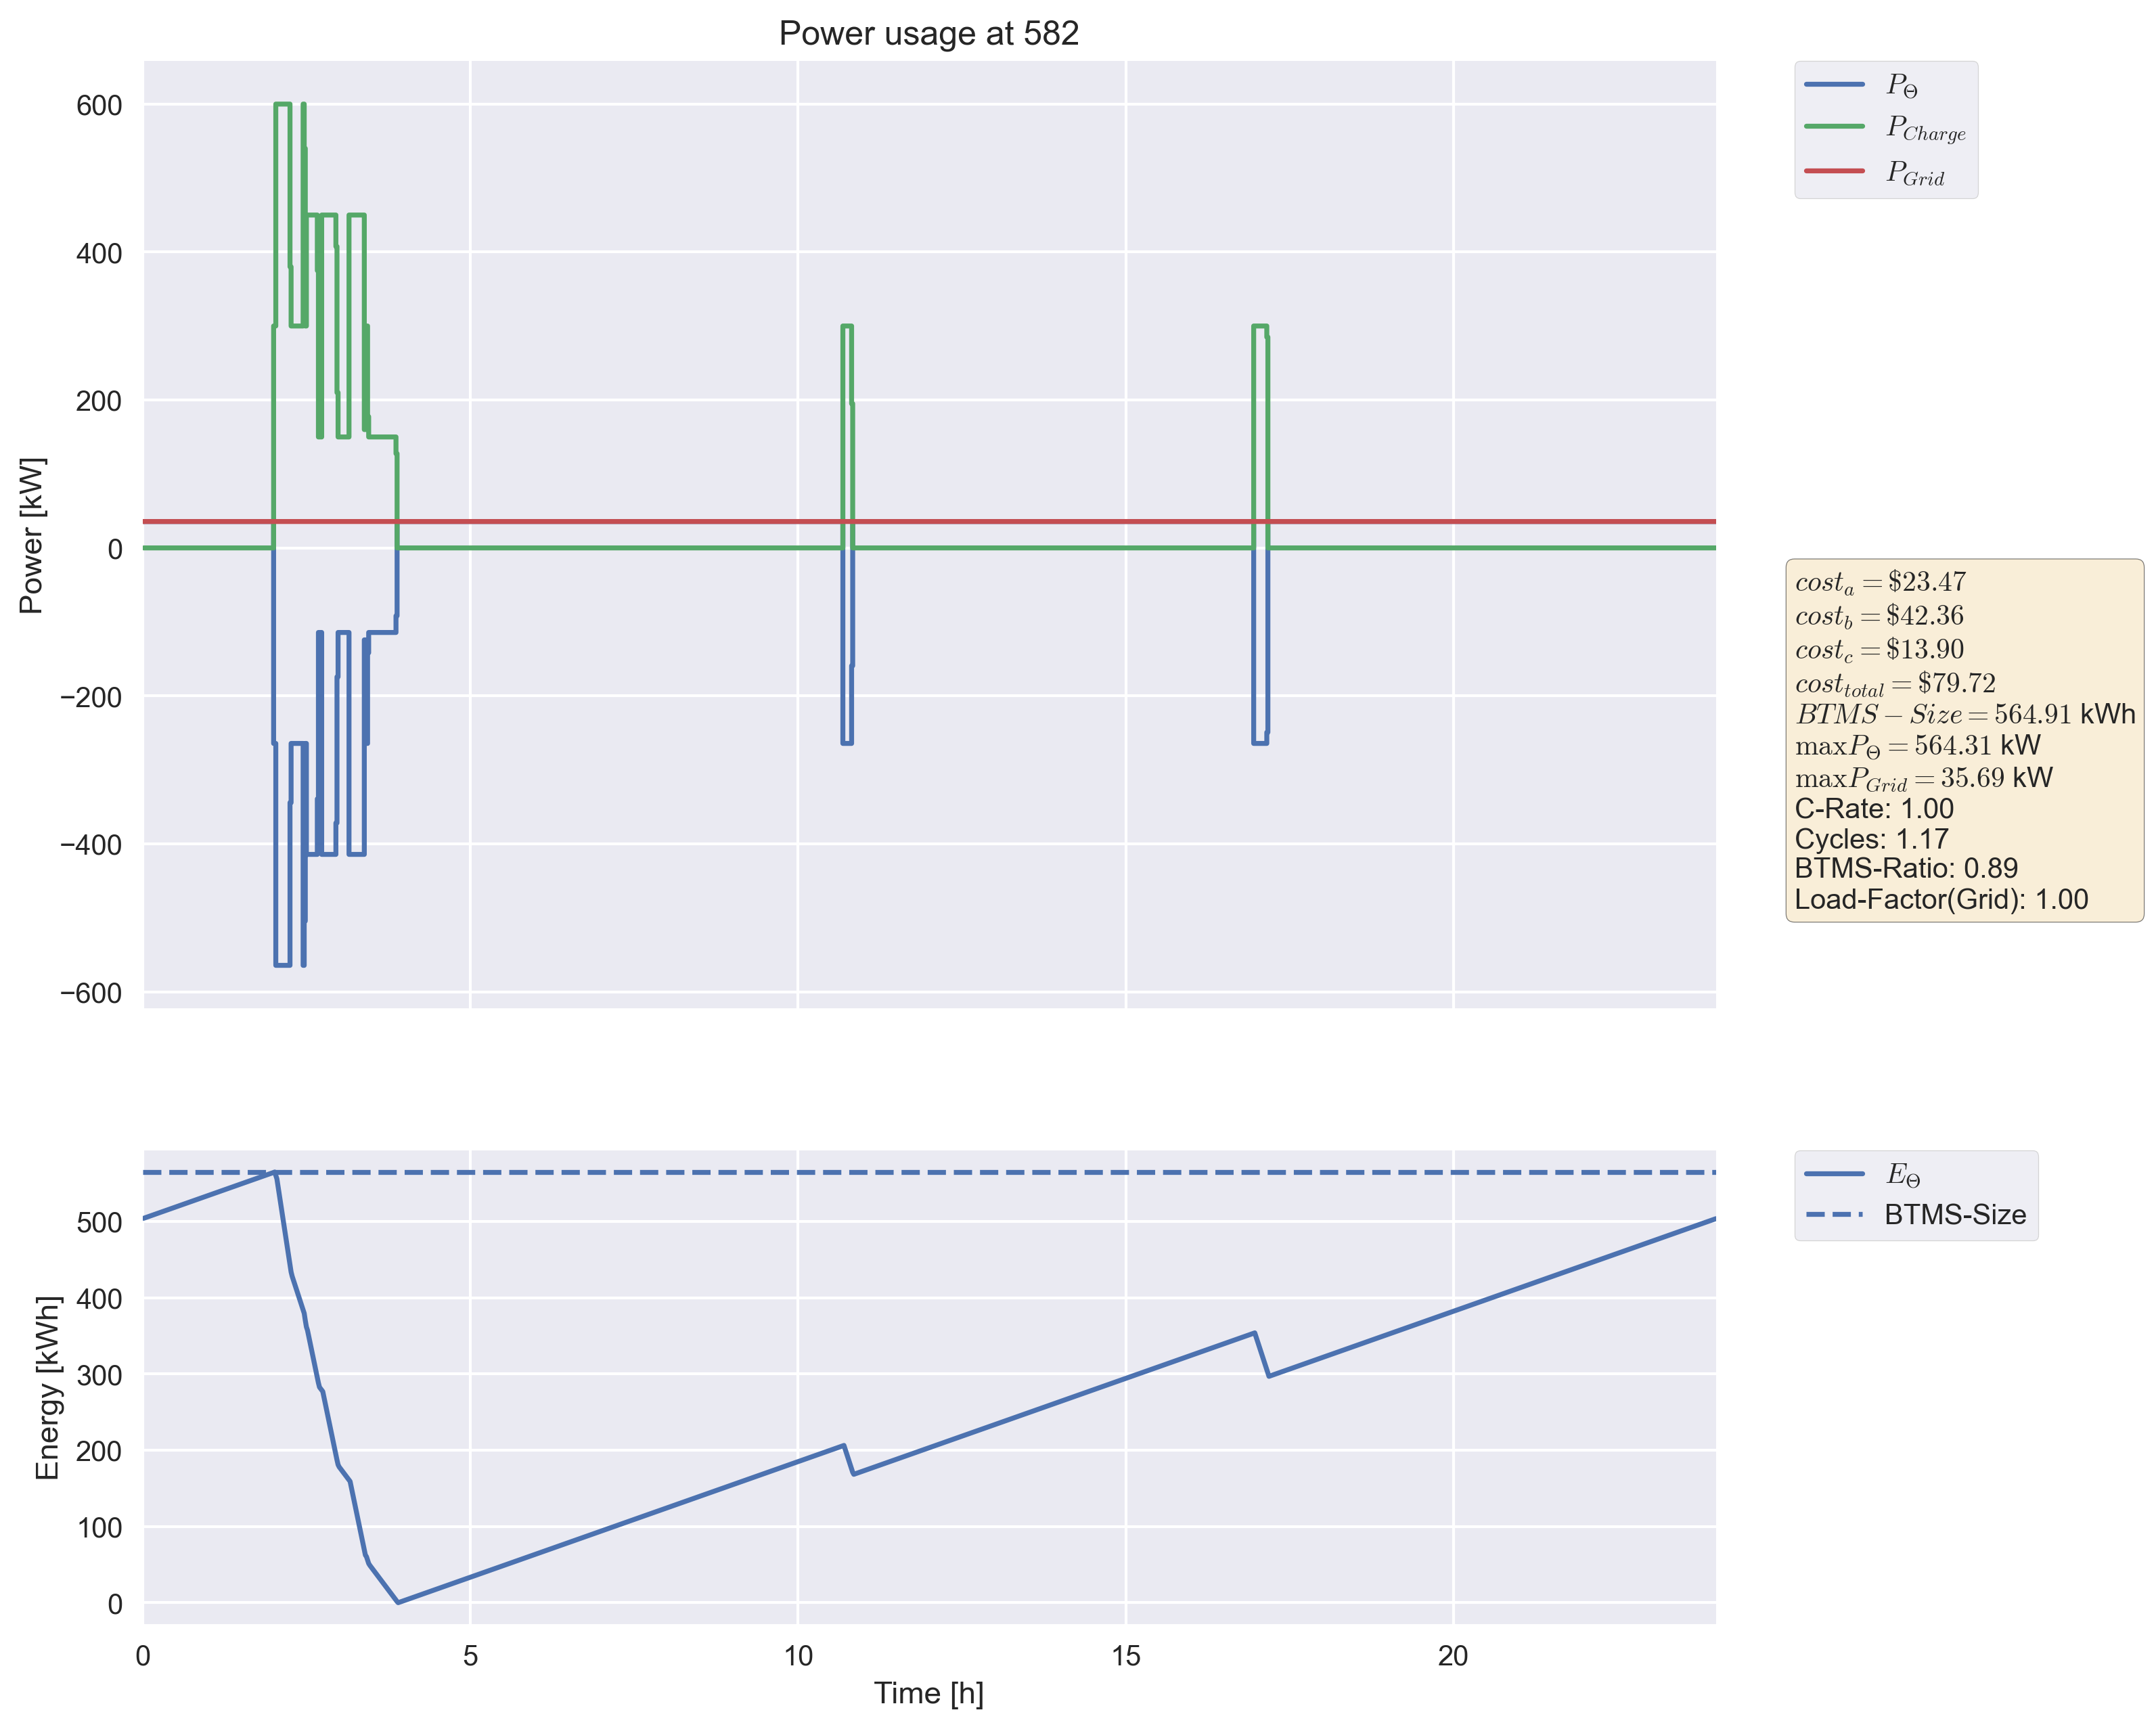 Power usage at 582
600
400
200
0
−200
−400
−600
Power [kW]
P_Θ
P_Charge
P_Grid
cost_a = $23.47
cost_b = $42.36
cost_c = $13.90
cost_total = $79.72
BTMS − Size = 564.91 kWh
max P_Θ = 564.31 kW
max P_Grid = 35.69 kW
C-Rate: 1.00
Cycles: 1.17
BTMS-Ratio: 0.89
Load-Factor(Grid): 1.00
500
400
300
200
100
0
Energy [kWh]
E_Θ
BTMS-Size
0 5 10 15 20
Time [h]